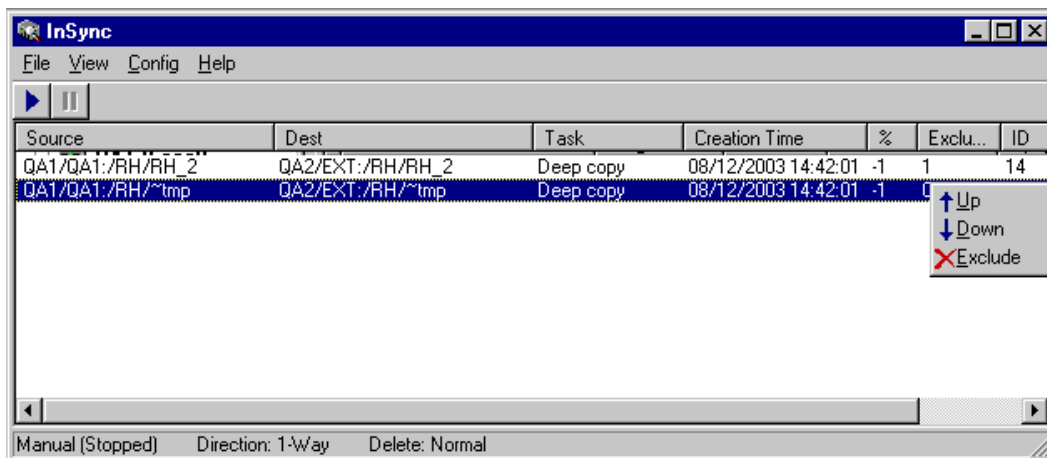 InSync
File View Config Help
Source Dest Task Creation Time % Exclu... ID
QA1/QA1:/RH/RH_2 QA2/EXT:/RH/RH_2 Deep copy 08/12/2003 14:42:01 -1 1 14
QA1/QA1:/RH/~tmp QA2/EXT:/RH/~tmp Deep copy 08/12/2003 14:42:01 -1
Up
Down
Exclude
Manual (Stopped) Direction: 1-Way Delete: Normal